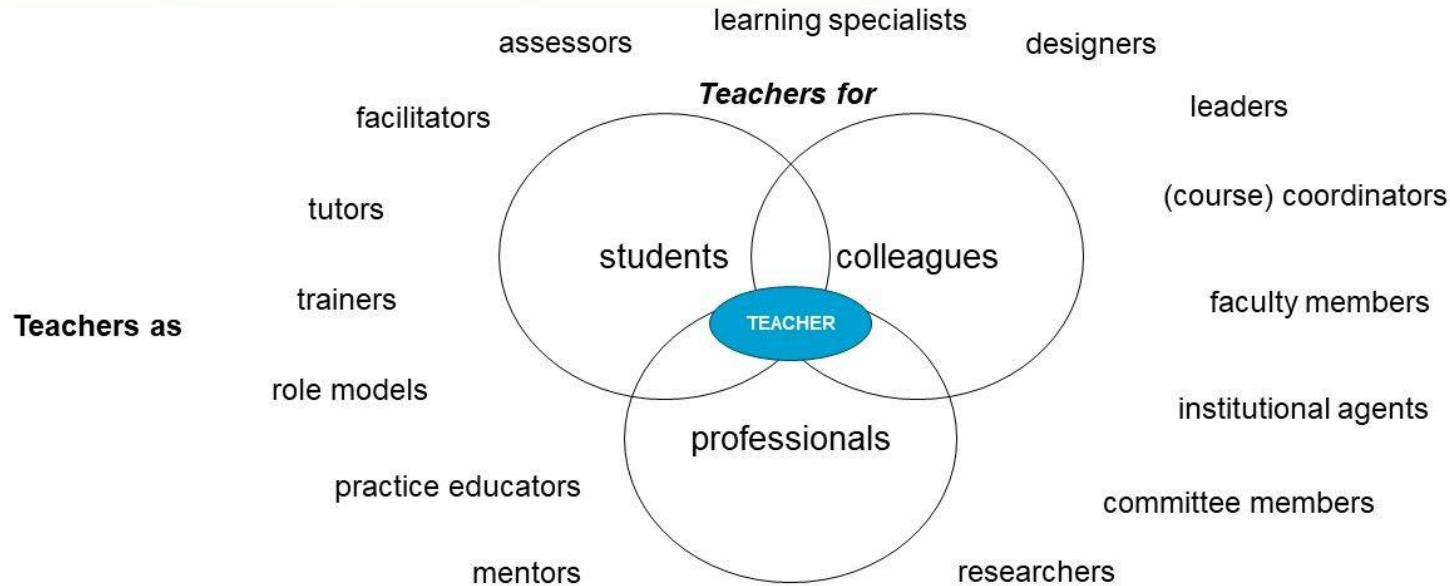 learning specialists
assessors
designers
Teachers for
leaders
facilitators
(course) coordinators
tutors
students
colleagues
trainers
faculty members
Teachers as
TEACHER
role models
institutional agents
professionals
practice educators
committee members
mentors
researchers